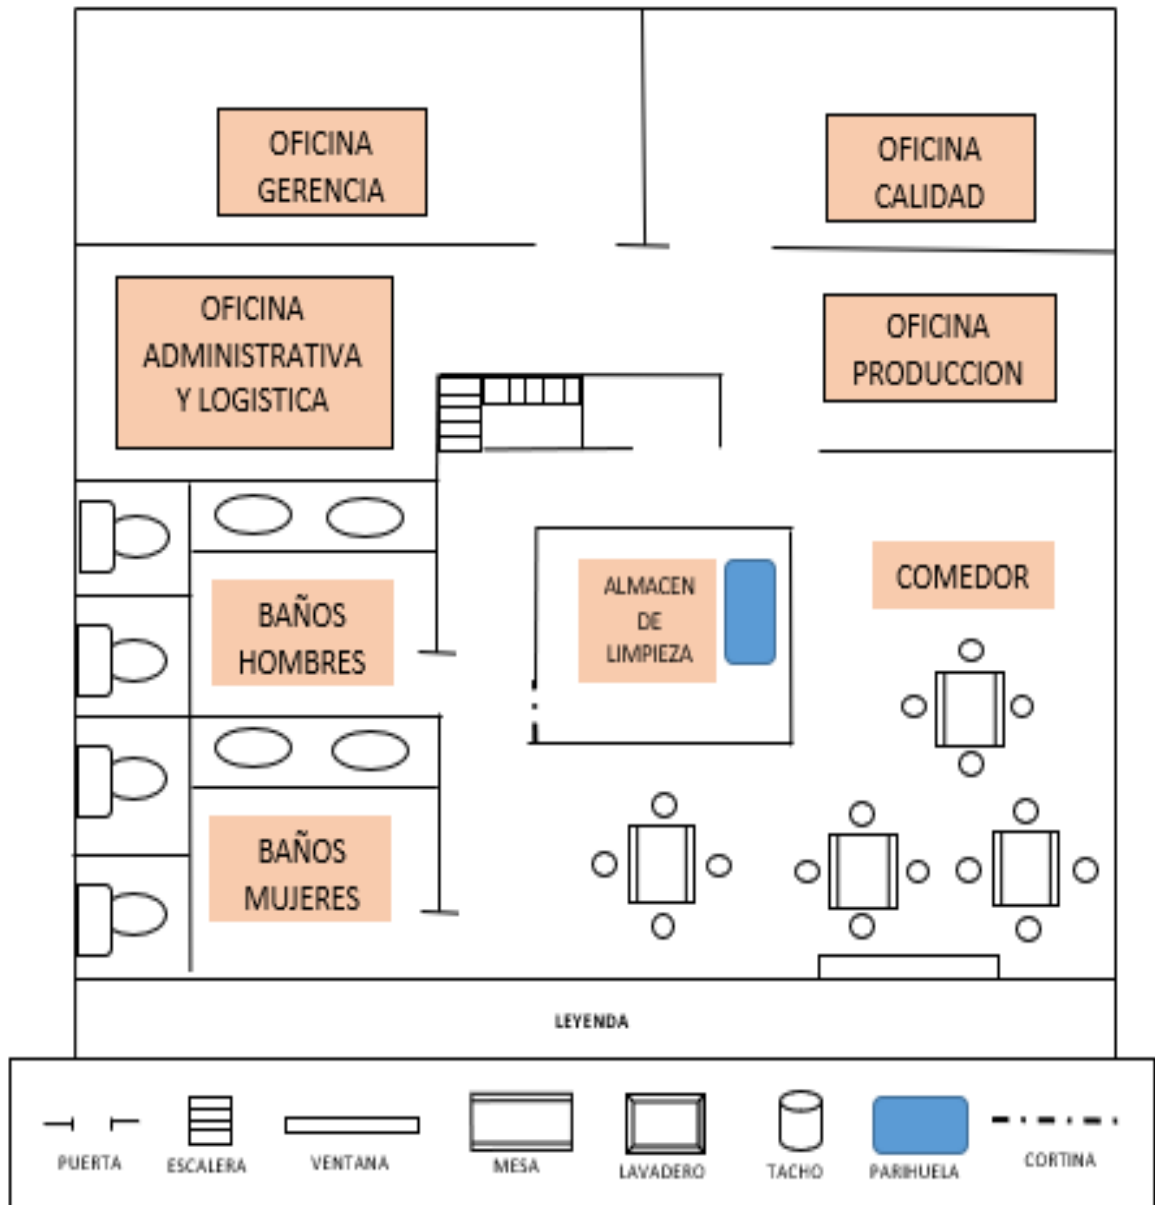 OFICINA
GERENCIA
OFICINA
CALIDAD
OFICINA
ADMINISTRATIVA
Y LOGISTICA
OFICINA
PRODUCCION
BAÑOS
HOMBRES
ALMACEN
DE
LIMPIEZA
COMEDOR
BAÑOS
MUJERES
LEYENDA
PUERTA
ESCALERA
VENTANA
MESA
LAVADERO
TACHO
PARIHUELA
CORTINA